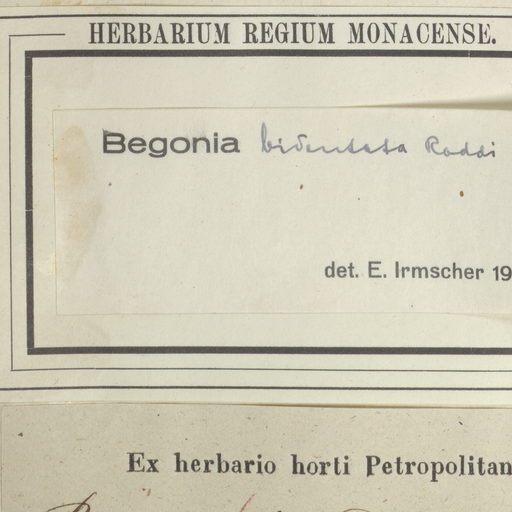 HERBARIUM REGIUM MONACENSE.
Begonia bidentata Raddi
det. E. Irmscher 19
Ex herbario horti Petropolitan